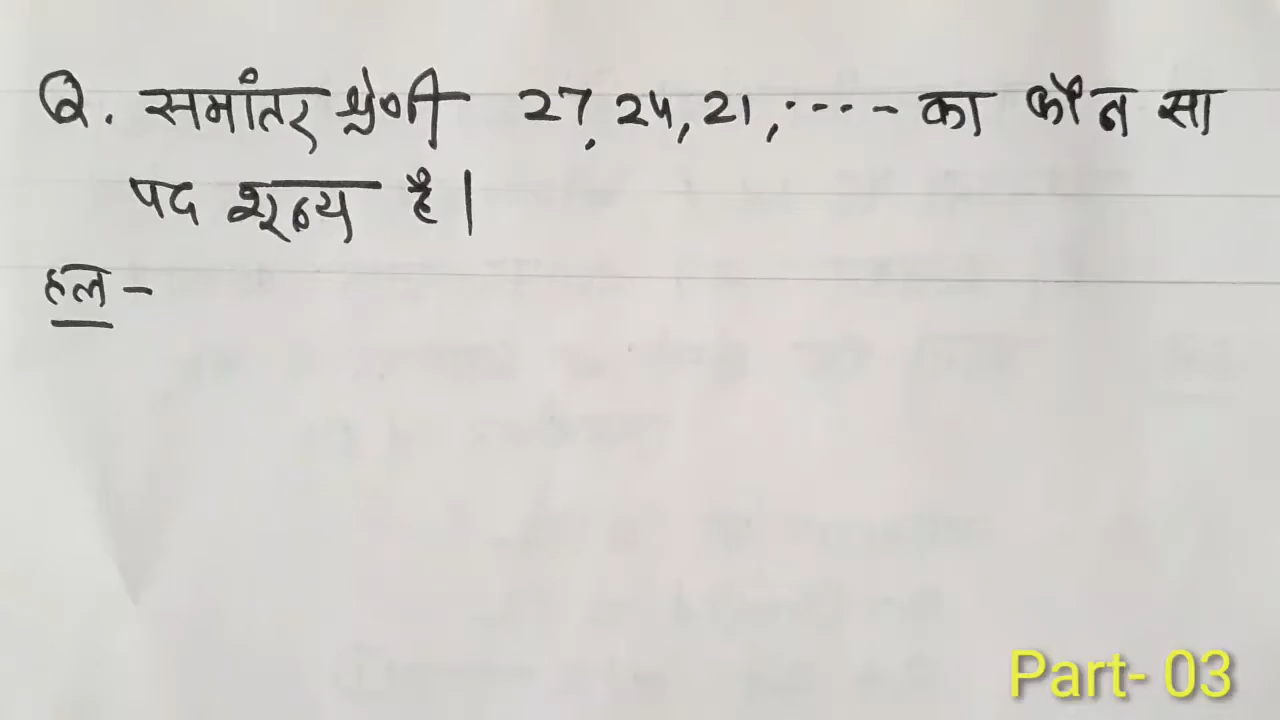 Q. समांतर श्रेणी 27, 24, 21, ..... का कौन सा
पद शून्य है।
हल -
Part- 03